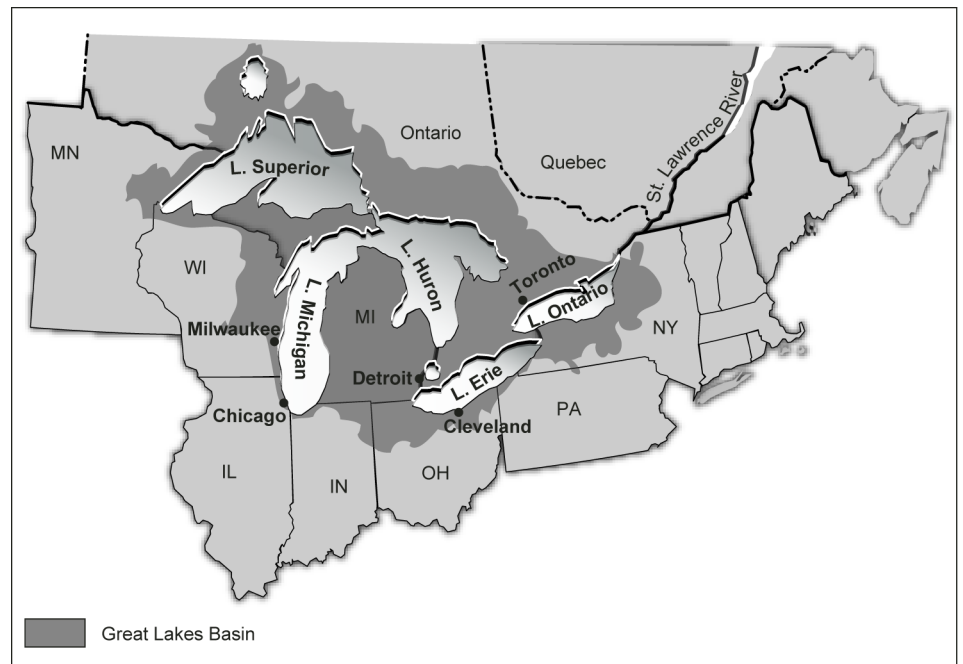 Ontario
Quebec
St. Lawrence River
MN
L. Superior
WI
L. Huron
Toronto
L. Ontario
L. Michigan
MI
NY
Milwaukee
Detroit
L. Erie
Chicago
Cleveland
PA
IL
IN
OH
Great Lakes Basin